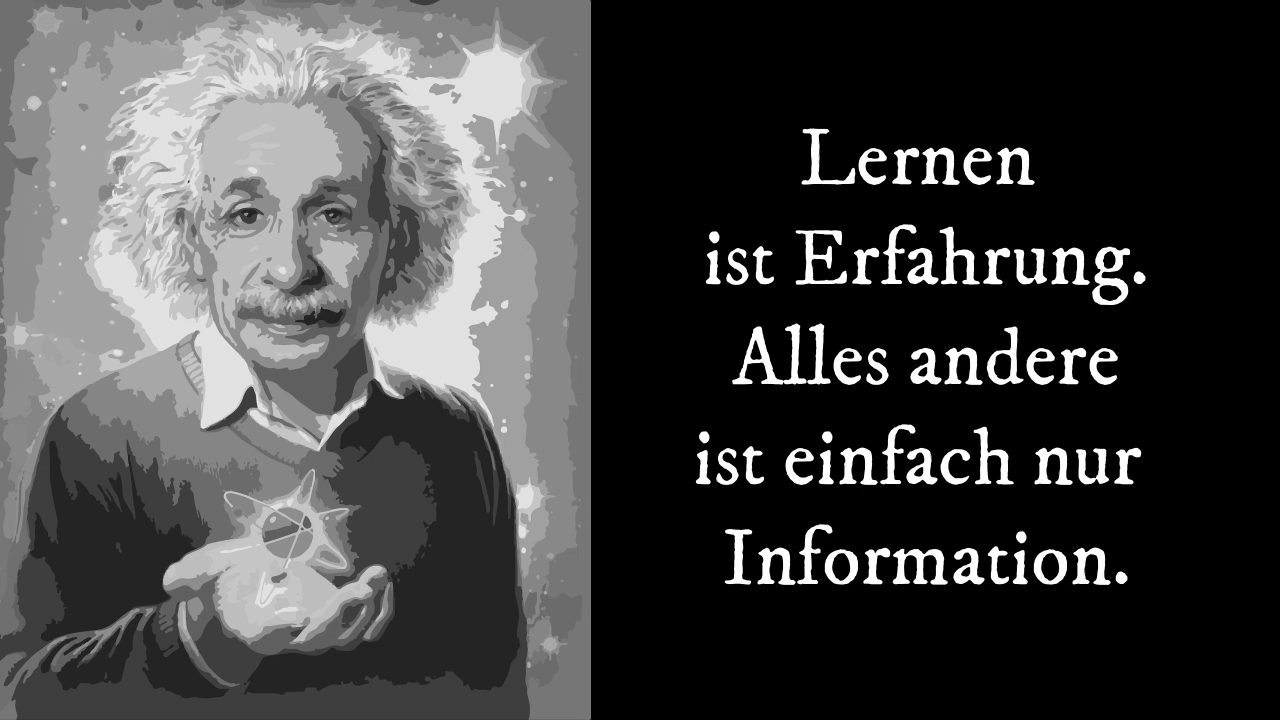 Lernen
ist Erfahrung.
Alles andere
ist einfach nur
Information.